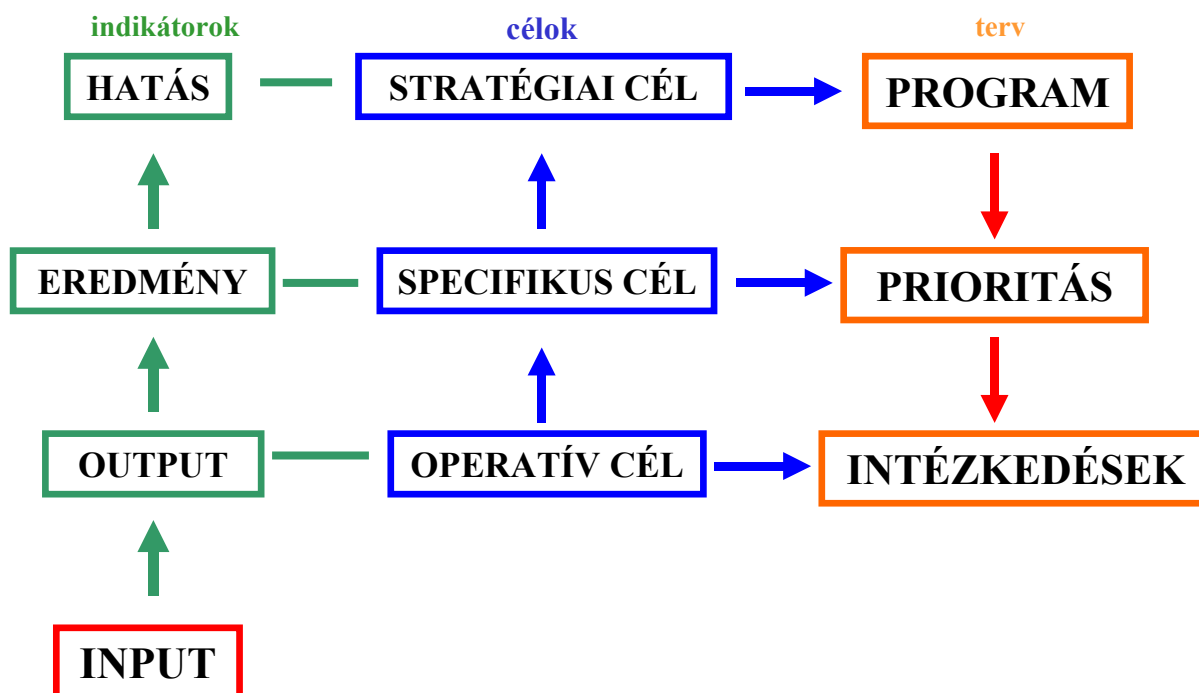 indikátorok célok terv
HATÁS STRATÉGIAI CÉL PROGRAM
EREDMÉNY SPECIFIKUS CÉL PRIORITÁS
OUTPUT OPERATÍV CÉL INTÉZKEDÉSEK
INPUT